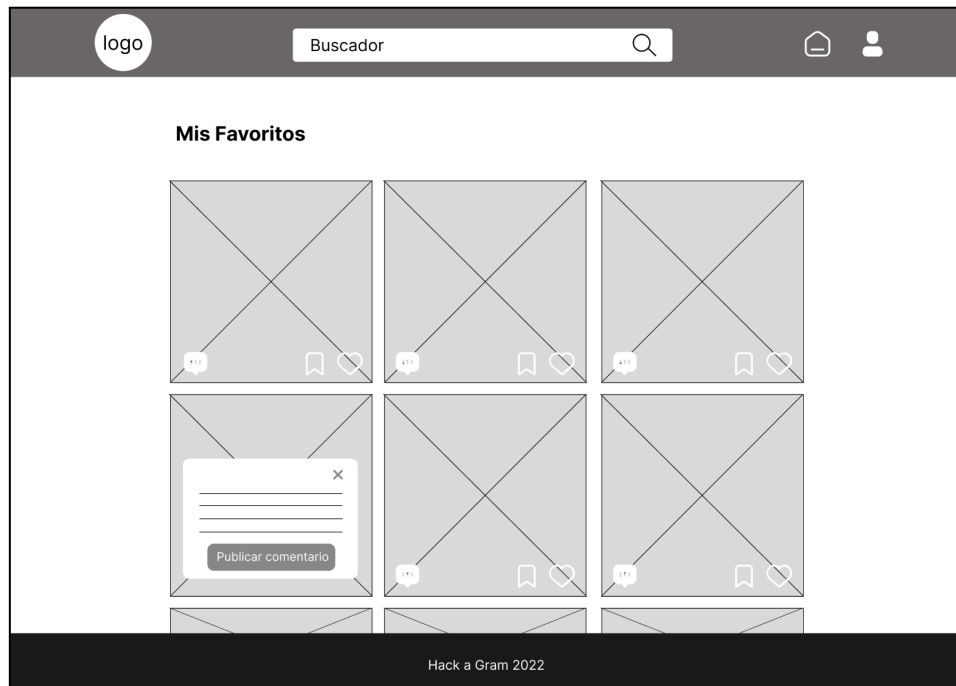 logo
Buscador
Mis Favoritos
Publicar comentario
Hack a Gram 2022